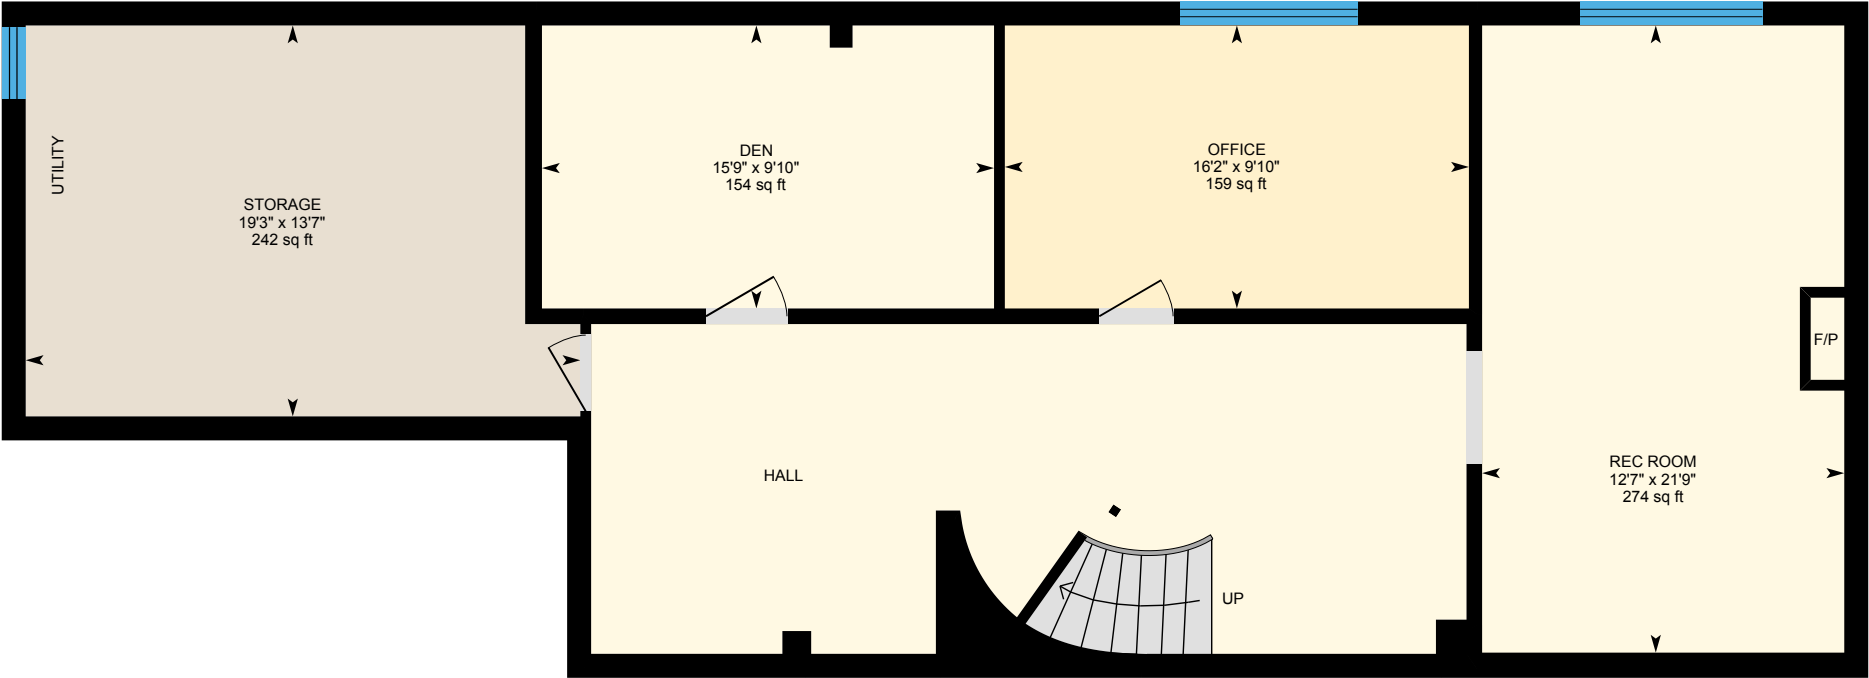 UTILITY
STORAGE
19'3" x 13'7"
242 sq ft
DEN
15'9" x 9'10"
154 sq ft
OFFICE
16'2" x 9'10"
159 sq ft
F/P
REC ROOM
12'7" x 21'9"
274 sq ft
HALL
UP